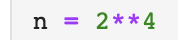 n = 2**4